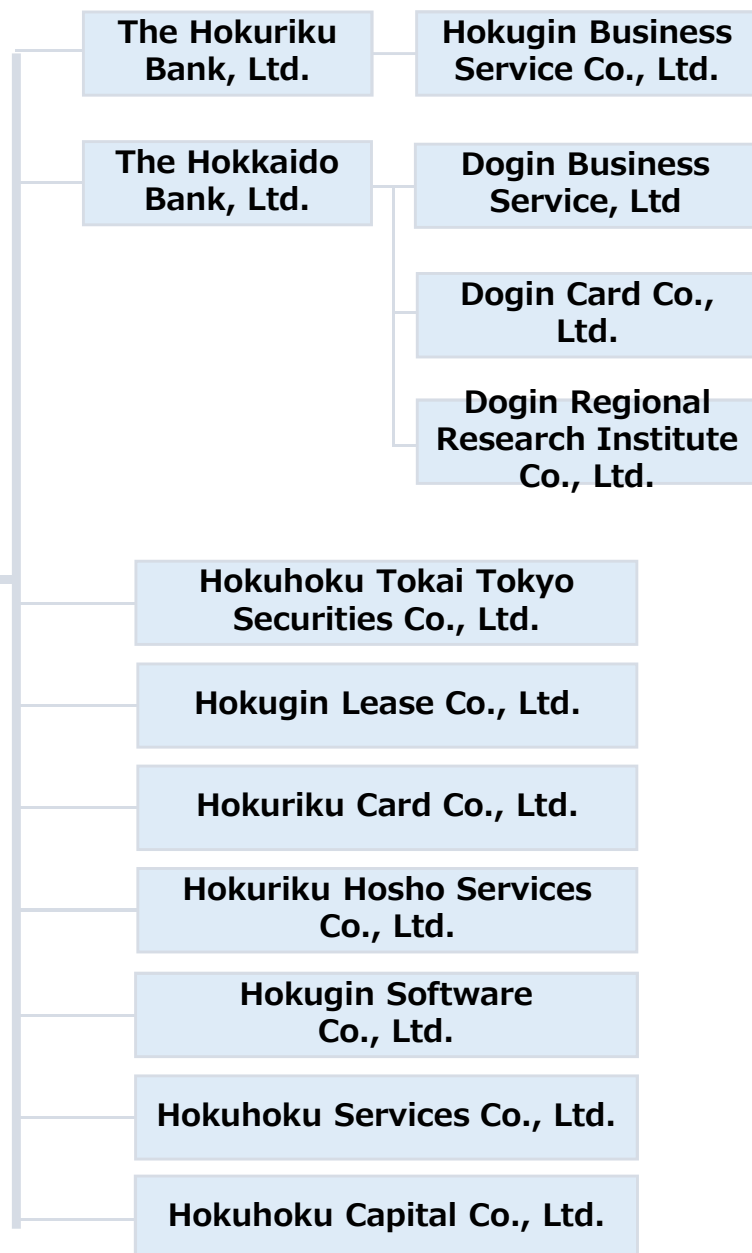 The Hokuriku
Bank, Ltd.
Hokugin Business
Service Co., Ltd.
The Hokkaido
Bank, Ltd.
Dogin Business
Service, Ltd
Dogin Card Co.,
Ltd.
Dogin Regional
Research Institute
Co., Ltd.
Hokuhoku Tokai Tokyo
Securities Co., Ltd.
Hokugin Lease Co., Ltd.
Hokuriku Card Co., Ltd.
Hokuriku Hosho Services
Co., Ltd.
Hokugin Software
Co., Ltd.
Hokuhoku Services Co., Ltd.
Hokuhoku Capital Co., Ltd.